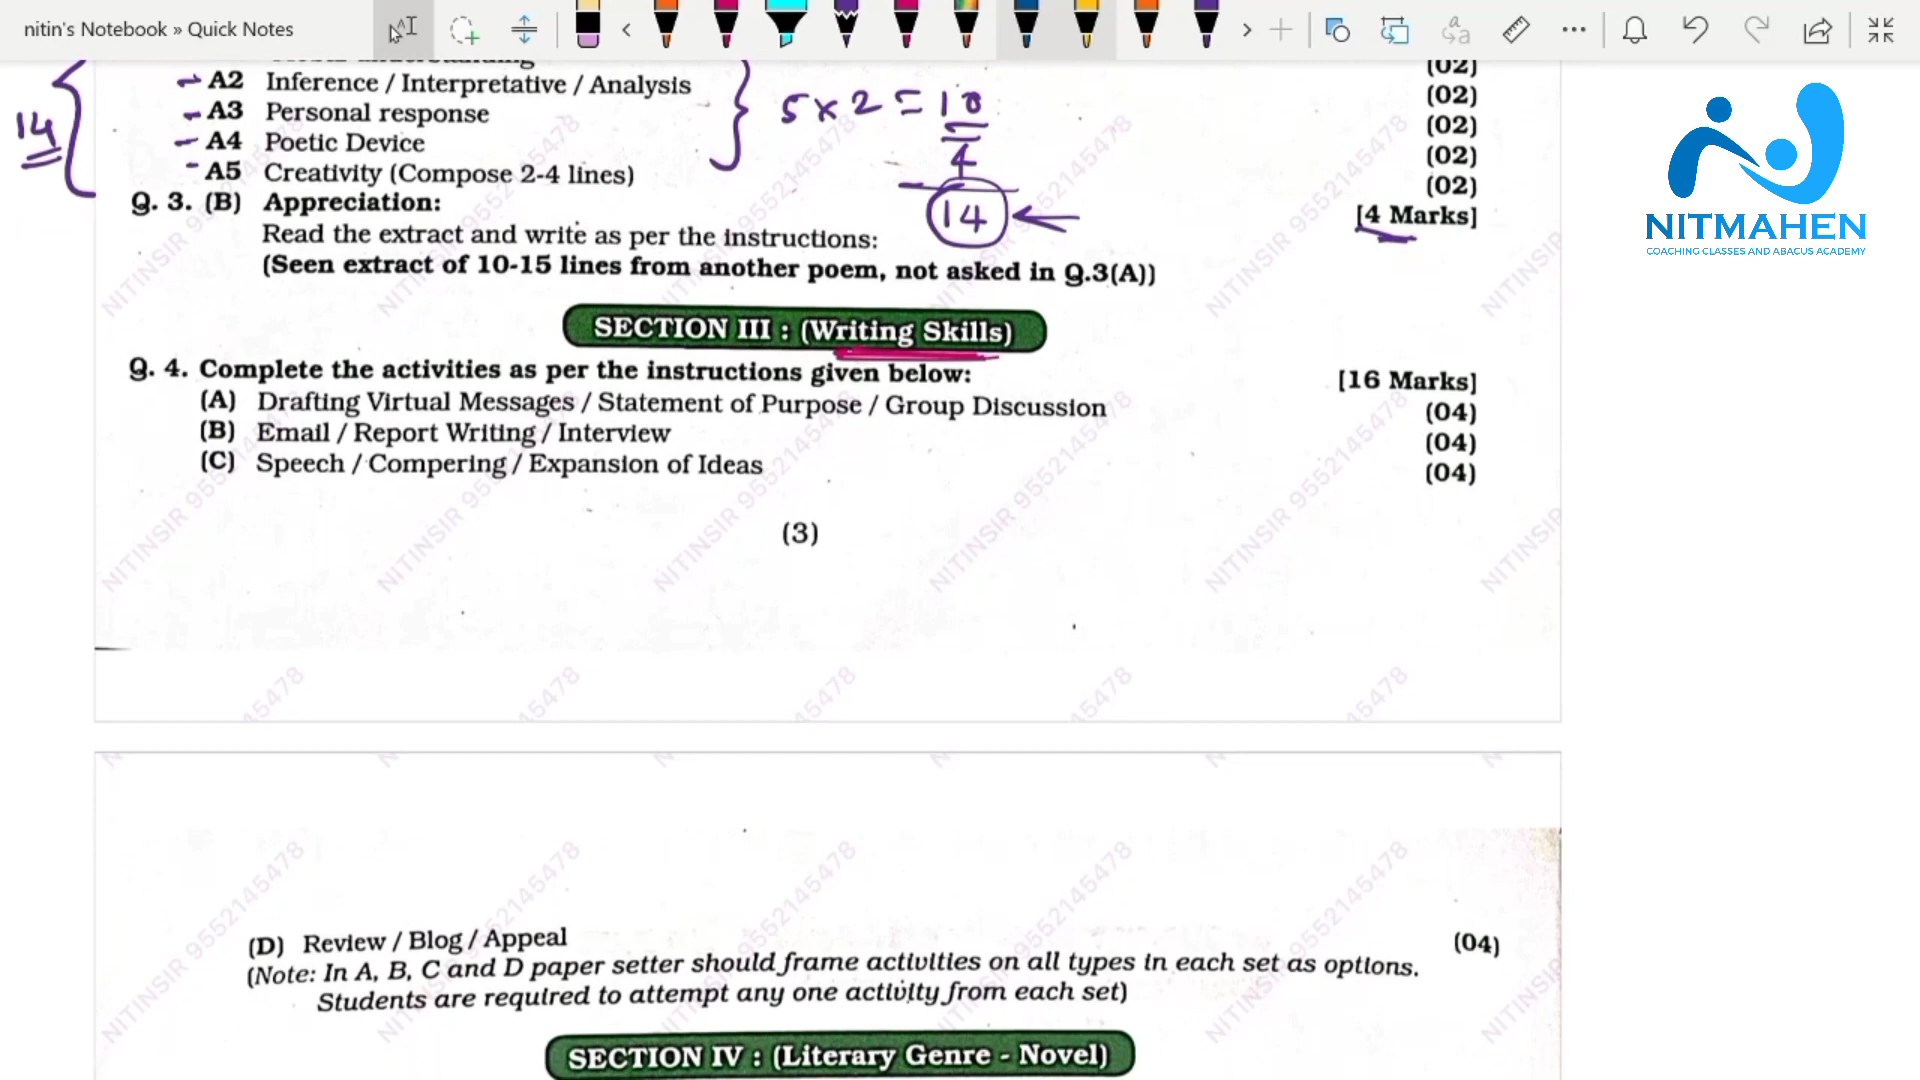 nitin's Notebook » Quick Notes
(02)
A2 Inference / Interpretative / Analysis (02)
A3 Personal response (02)
A4 Poetic Device (02)
A5 Creativity (Compose 2-4 lines) (02)
14
5 x 2 = 10
4
14
Q. 3. (B) Appreciation: [4 Marks]
Read the extract and write as per the instructions:
(Seen extract of 10-15 lines from another poem, not asked in Q.3(A))
NITMAHEN
COACHING CLASSES AND ABACUS ACADEMY
SECTION III : (Writing Skills)
Q. 4. Complete the activities as per the instructions given below: [16 Marks]
(A) Drafting Virtual Messages / Statement of Purpose / Group Discussion (04)
(B) Email / Report Writing / Interview (04)
(C) Speech / Compering / Expansion of Ideas (04)
(3)
NITINSIR 9552145478
(D) Review / Blog / Appeal (04)
(Note: In A, B, C and D paper setter should frame activities on all types in each set as options.
Students are required to attempt any one activity from each set)
SECTION IV : (Literary Genre - Novel)